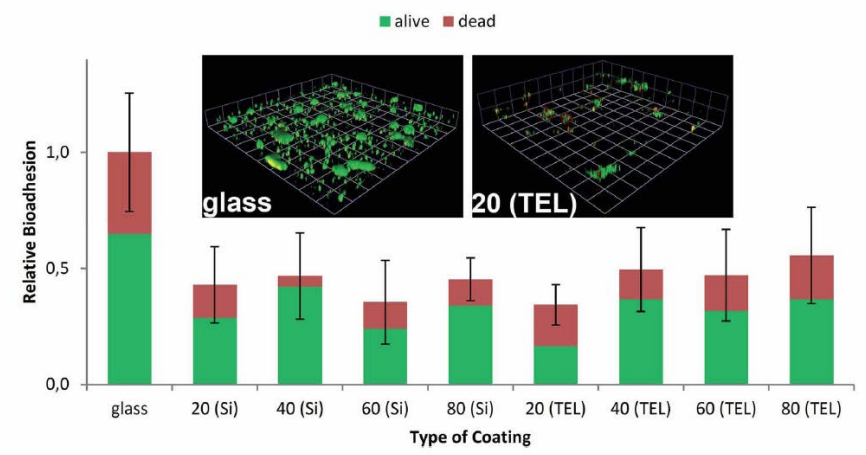 alive dead
glass
20 (TEL)
Relative Bioadhesion
1,0
0,5
0,0
glass 20 (Si) 40 (Si) 60 (Si) 80 (Si) 20 (TEL) 40 (TEL) 60 (TEL) 80 (TEL)
Type of Coating